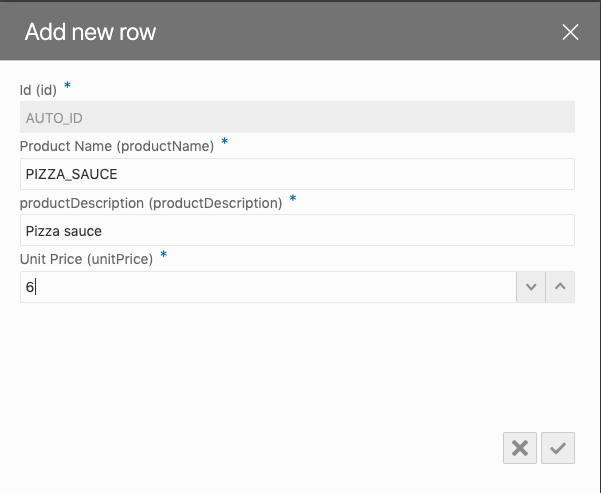 Add new row
Id (id) *
AUTO_ID
Product Name (productName) *
PIZZA_SAUCE
productDescription (productDescription) *
Pizza sauce
Unit Price (unitPrice) *
6